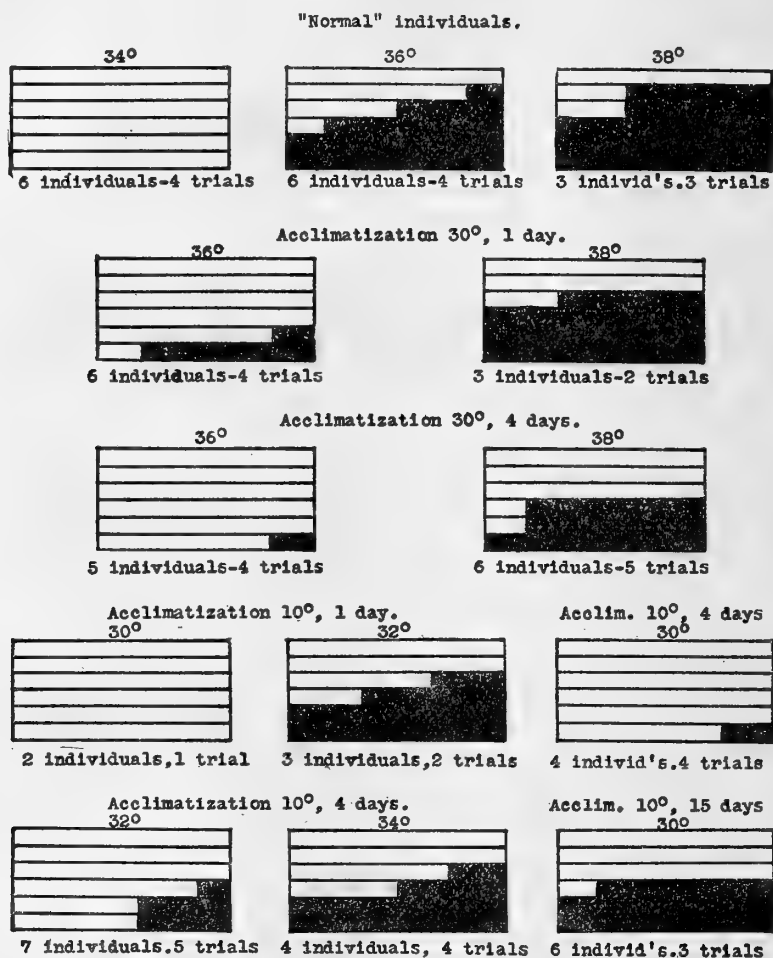 "Normal" individuals.
34° 36° 38°
6 individuals-4 trials 6 individuals-4 trials 3 individ's.3 trials
Acclimatization 30°, 1 day.
36° 38°
6 individuals-4 trials 3 individuals-2 trials
Acclimatization 30°, 4 days.
36° 38°
5 individuals-4 trials 6 individuals-5 trials
Acclimatization 10°, 1 day. Acclim. 10°, 4 days
30° 32° 30°
2 individuals,1 trial 3 individuals,2 trials 4 individ's.4 trials
Acclimatization 10°, 4 days. Acclim. 10°, 15 days
32° 34° 30°
7 individuals.5 trials 4 individuals, 4 trials 6 individ's.3 trials